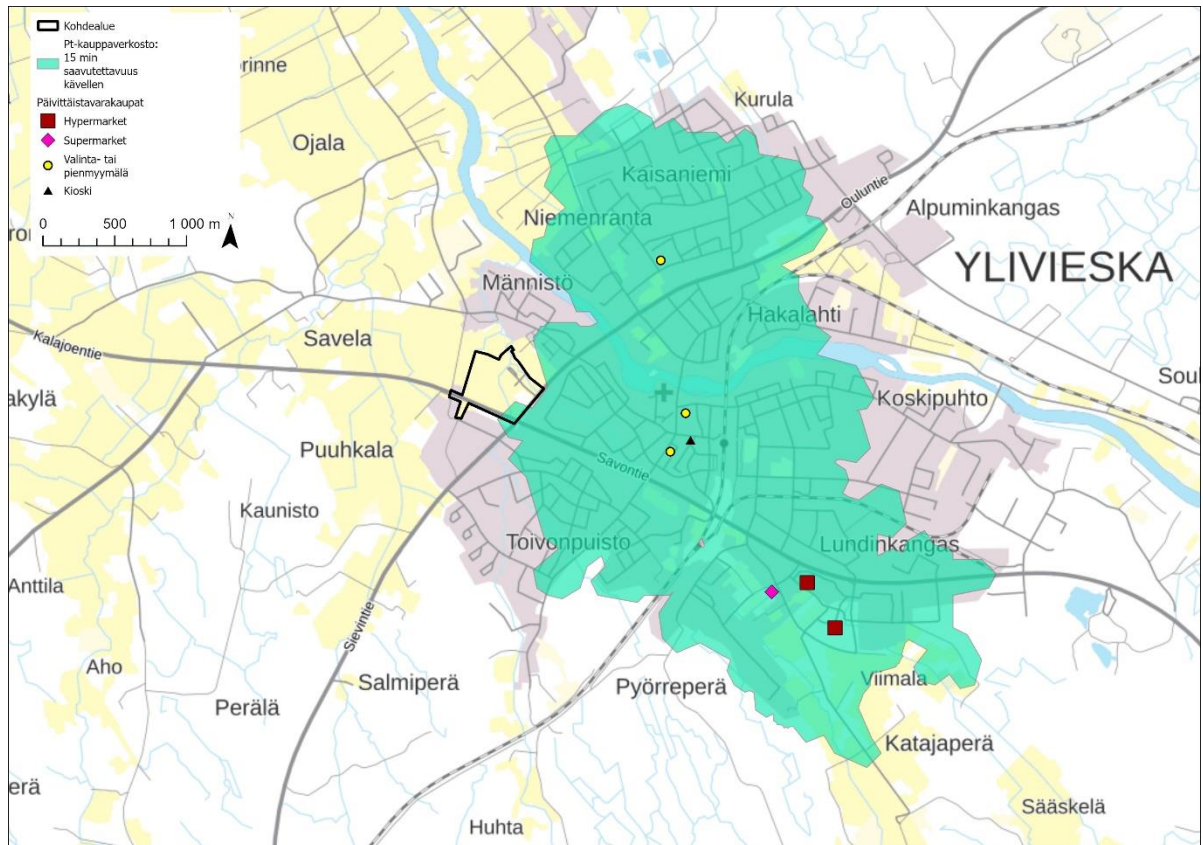 Kohdealue
Pt-kauppaverkosto:
15 min
saavutettavuus
kävellen
Päivittäistavarakaupat
Hypermarket
Supermarket
Valinta- tai
pienmyymälä
Kioski
0 500 1 000 m
N
orinne
Ojala
Kurula
Kaisaniemi
Niemenranta
Ouluntie
Alpuminkangas
YLIVIESKA
Männistö
Hakalahti
Savela
Kalajoentie
akylä
Koskipuhto
Soul
Puuhkala
Savontie
Kaunisto
Toivonpuisto
Lundinkangas
Anttila
Sievintie
Aho
Salmiperä
Perälä
Pyörreperä
Viimala
Katajaperä
erä
Sääskelä
Huhta